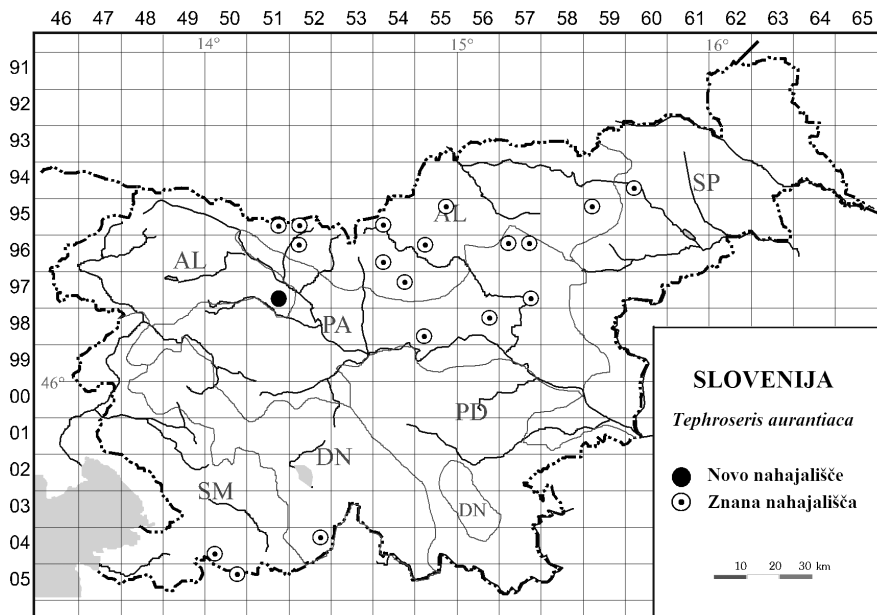 46 47 48 49 50 51 52 53 54 55 56 57 58 59 60 61 62 63 64 65
14° 15° 16°
91
92
93
94
SP
95
AL
96
AL
97
98
PA
99
46°
00
SLOVENIJA
PD
Tephroseris aurantiaca
01
DN
02
Novo nahajališče
SM
03
Znana nahajališča
DN
04
05
10 20 30 km